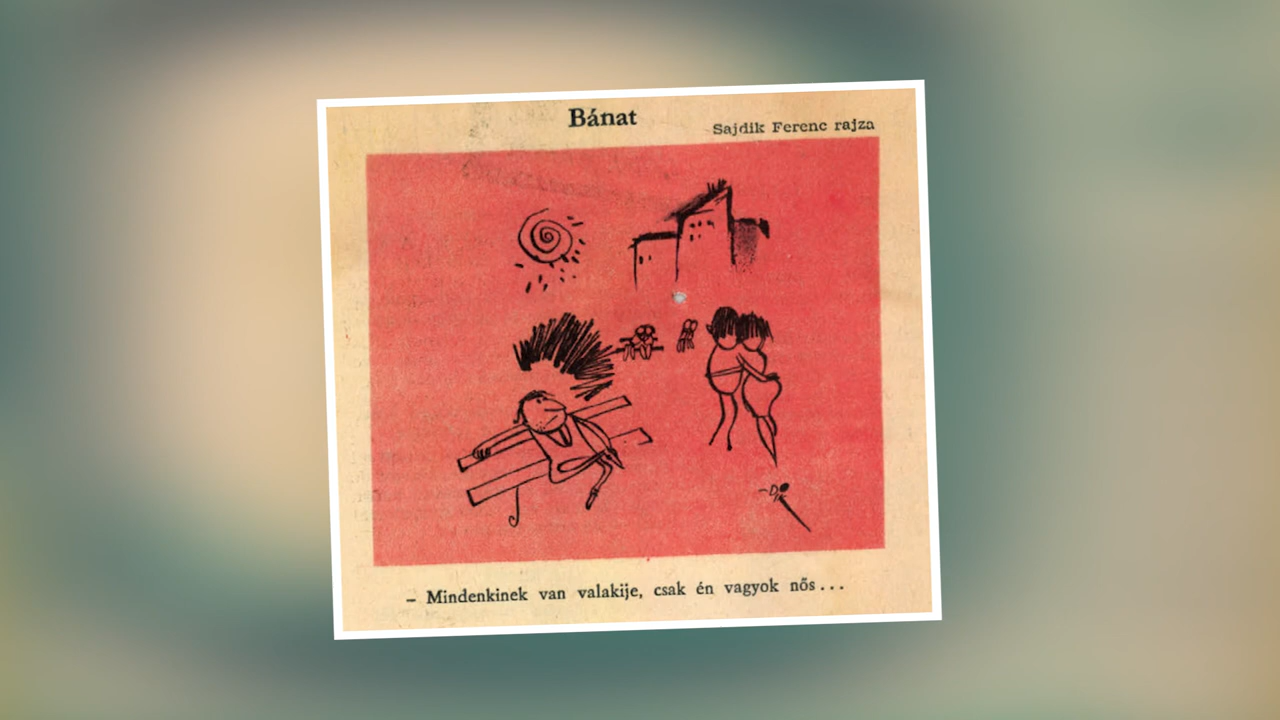 Bánat
Sajdik Ferenc rajza
– Mindenkinek van valakije, csak én vagyok nős...